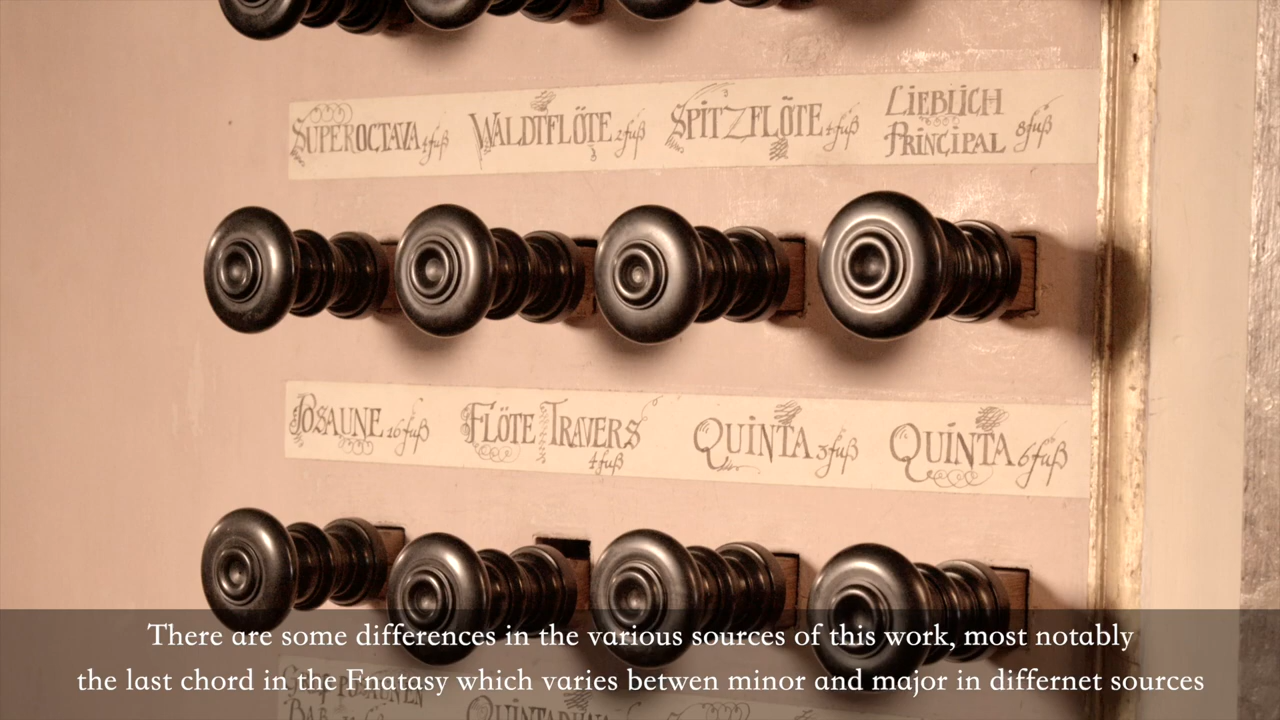 SUPEROCTAVA 4fuß WALDTFLÖTE 2fuß SPITZFLÖTE 4fuß LIEBLICH PRINCIPAL 8fuß
POSAUNE 16fuß FLÖTE TRAVERS 4fuß QUINTA 3fuß QUINTA 6fuß
There are some differences in the various sources of this work, most notably
the last chord in the Fnatasy which varies betwen minor and major in differnet sources